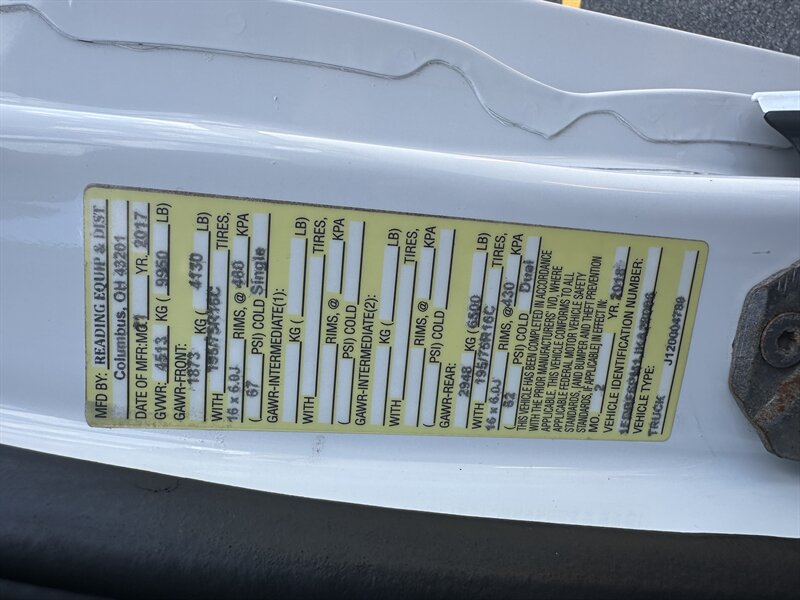 MFD BY: READING EQUIP & DIST
Columbus, OH 43201
DATE OF MFR:MO. 11 YR. 2017
GVWR: 4513 KG ( 9950 LB)
GAWR-FRONT:
1873 KG ( 4130 LB)
WITH 195/75R16C TIRES,
16 x 6.0J RIMS, @ 460 KPA
( 67 PSI) COLD Single
GAWR-INTERMEDIATE(1):
KG ( LB)
WITH TIRES,
RIMS, @ KPA
( PSI) COLD
GAWR-INTERMEDIATE(2):
KG ( LB)
WITH TIRES,
RIMS, @ KPA
( PSI) COLD
GAWR-REAR:
2948 KG ( 6500 LB)
WITH 195/75R16C TIRES,
16 x 6.0J RIMS, @ 430 KPA
( 62 PSI) COLD Dual
THIS VEHICLE HAS BEEN COMPLETED IN ACCORDANCE
WITH THE PRIOR MANUFACTURERS' IVD, WHERE
APPLICABLE. THIS VEHICLE CONFORMS TO ALL
APPLICABLE FEDERAL MOTOR VEHICLE SAFETY
STANDARDS, [AND BUMPER AND THEFT PREVENTION
STANDARDS, IF APPLICABLE] IN EFFECT IN:
MO. 2 YR. 2018
VEHICLE IDENTIFICATION NUMBER:
VEHICLE TYPE:
TRUCK J120004799